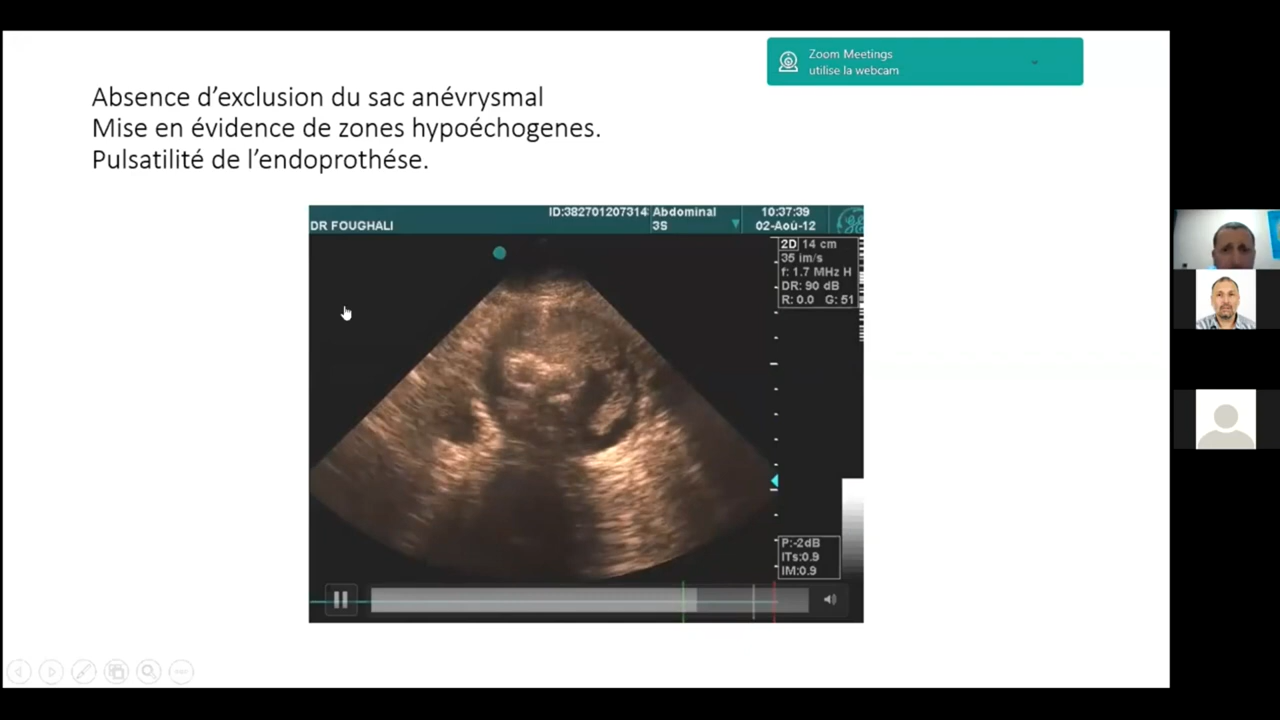 Zoom Meetings
utilise la webcam
Absence d’exclusion du sac anévrysmal
Mise en évidence de zones hypoéchogenes.
Pulsatilité de l’endoprothése.
ID:382701207314
Abdominal
10:37:39
DR FOUGHALI
3S
02-Aoû-12
2D 14 cm
35 im/s
f: 1.7 MHz H
DR: 90 dB
R: 0.0 G: 51
P:-2dB
ITs:0.9
IM:0.9